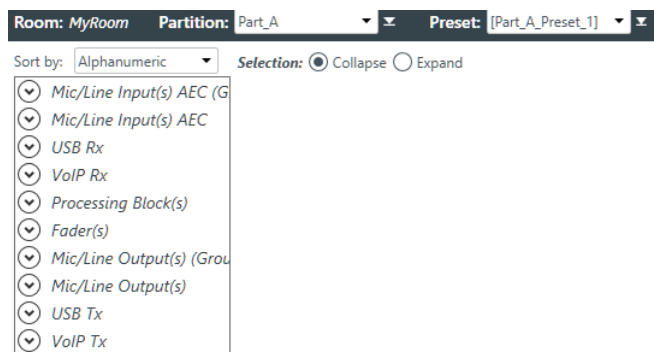 Room: MyRoom Partition: Part_A Preset: [Part_A_Preset_1]
Sort by: Alphanumeric Selection: Collapse Expand
Mic/Line Input(s) AEC (G
Mic/Line Input(s) AEC
USB Rx
VoIP Rx
Processing Block(s)
Fader(s)
Mic/Line Output(s) (Grou
Mic/Line Output(s)
USB Tx
VoIP Tx